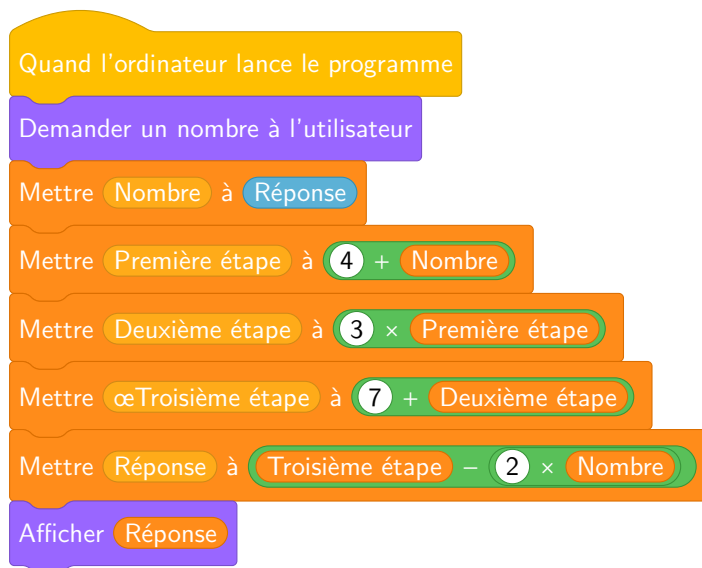 Quand l'ordinateur lance le programme
Demander un nombre à l'utilisateur
Mettre Nombre à Réponse
Mettre Première étape à 4 + Nombre
Mettre Deuxième étape à 3 × Première étape
Mettre œTroisième étape à 7 + Deuxième étape
Mettre Réponse à Troisième étape − 2 × Nombre
Afficher Réponse